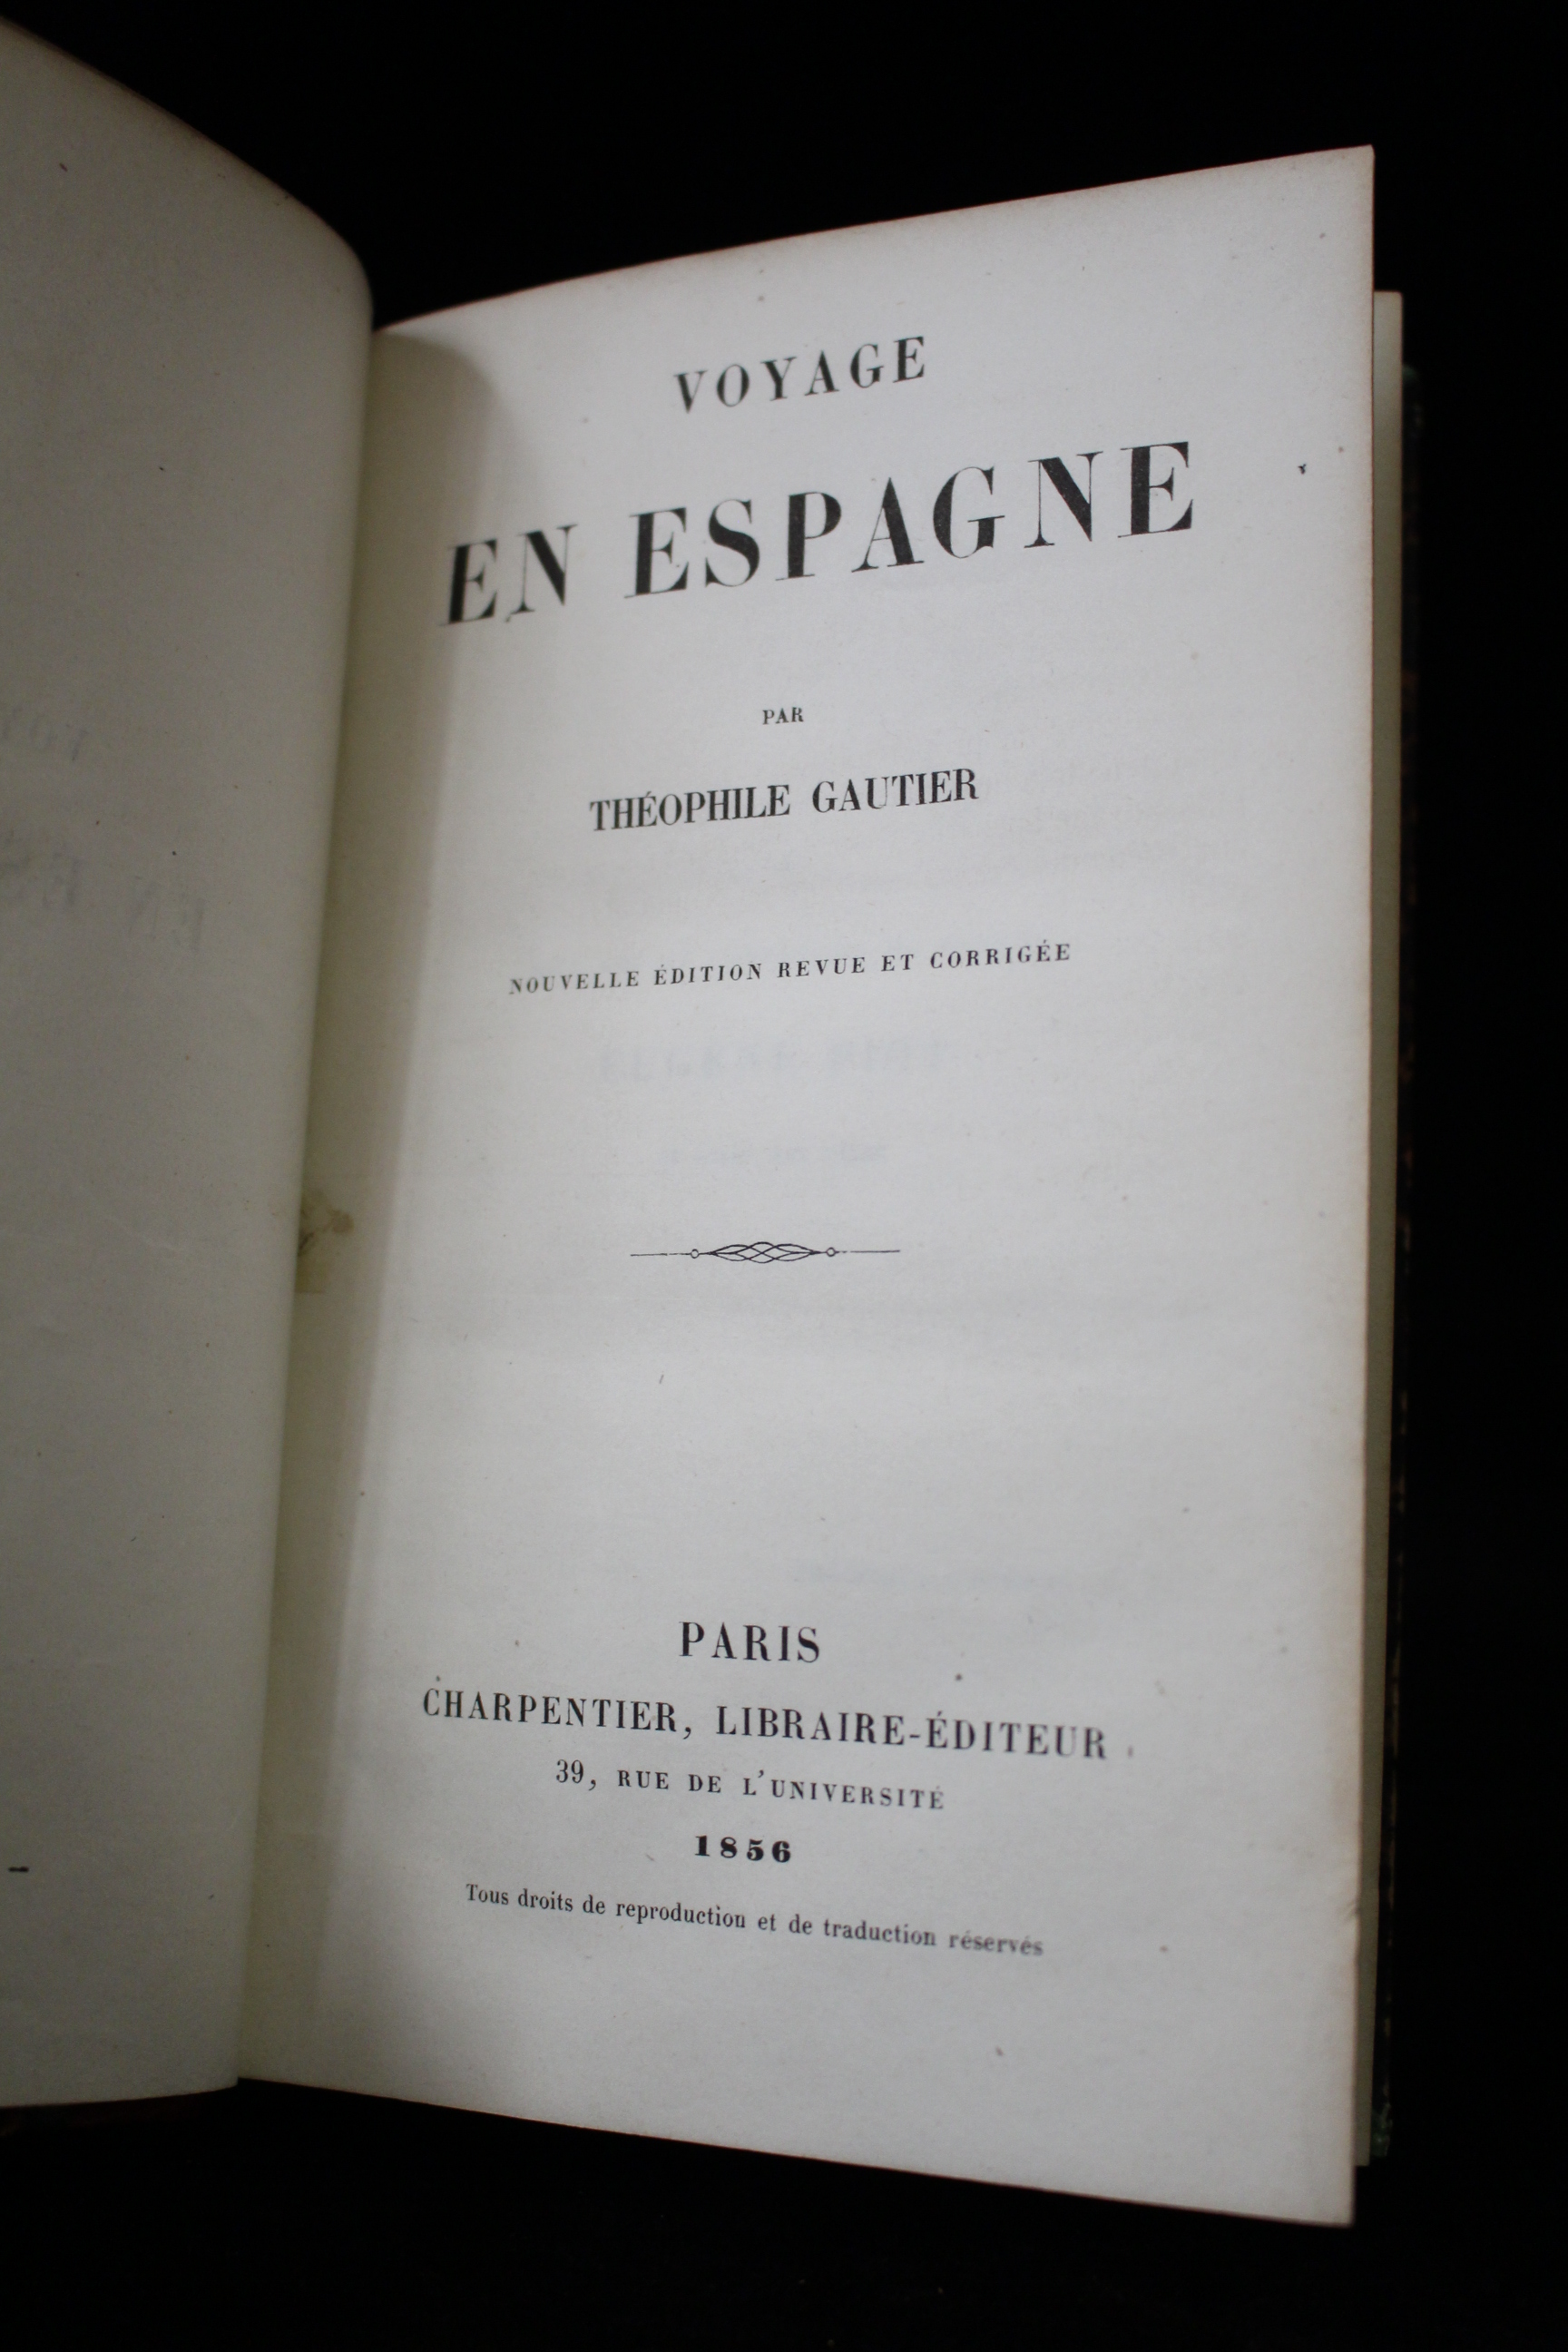 VOYAGE
EN ESPAGNE
PAR
THÉOPHILE GAUTIER
NOUVELLE ÉDITION REVUE ET CORRIGÉE
PARIS
CHARPENTIER, LIBRAIRE-ÉDITEUR
39, RUE DE L'UNIVERSITÉ
1856
Tous droits de reproduction et de traduction réservés